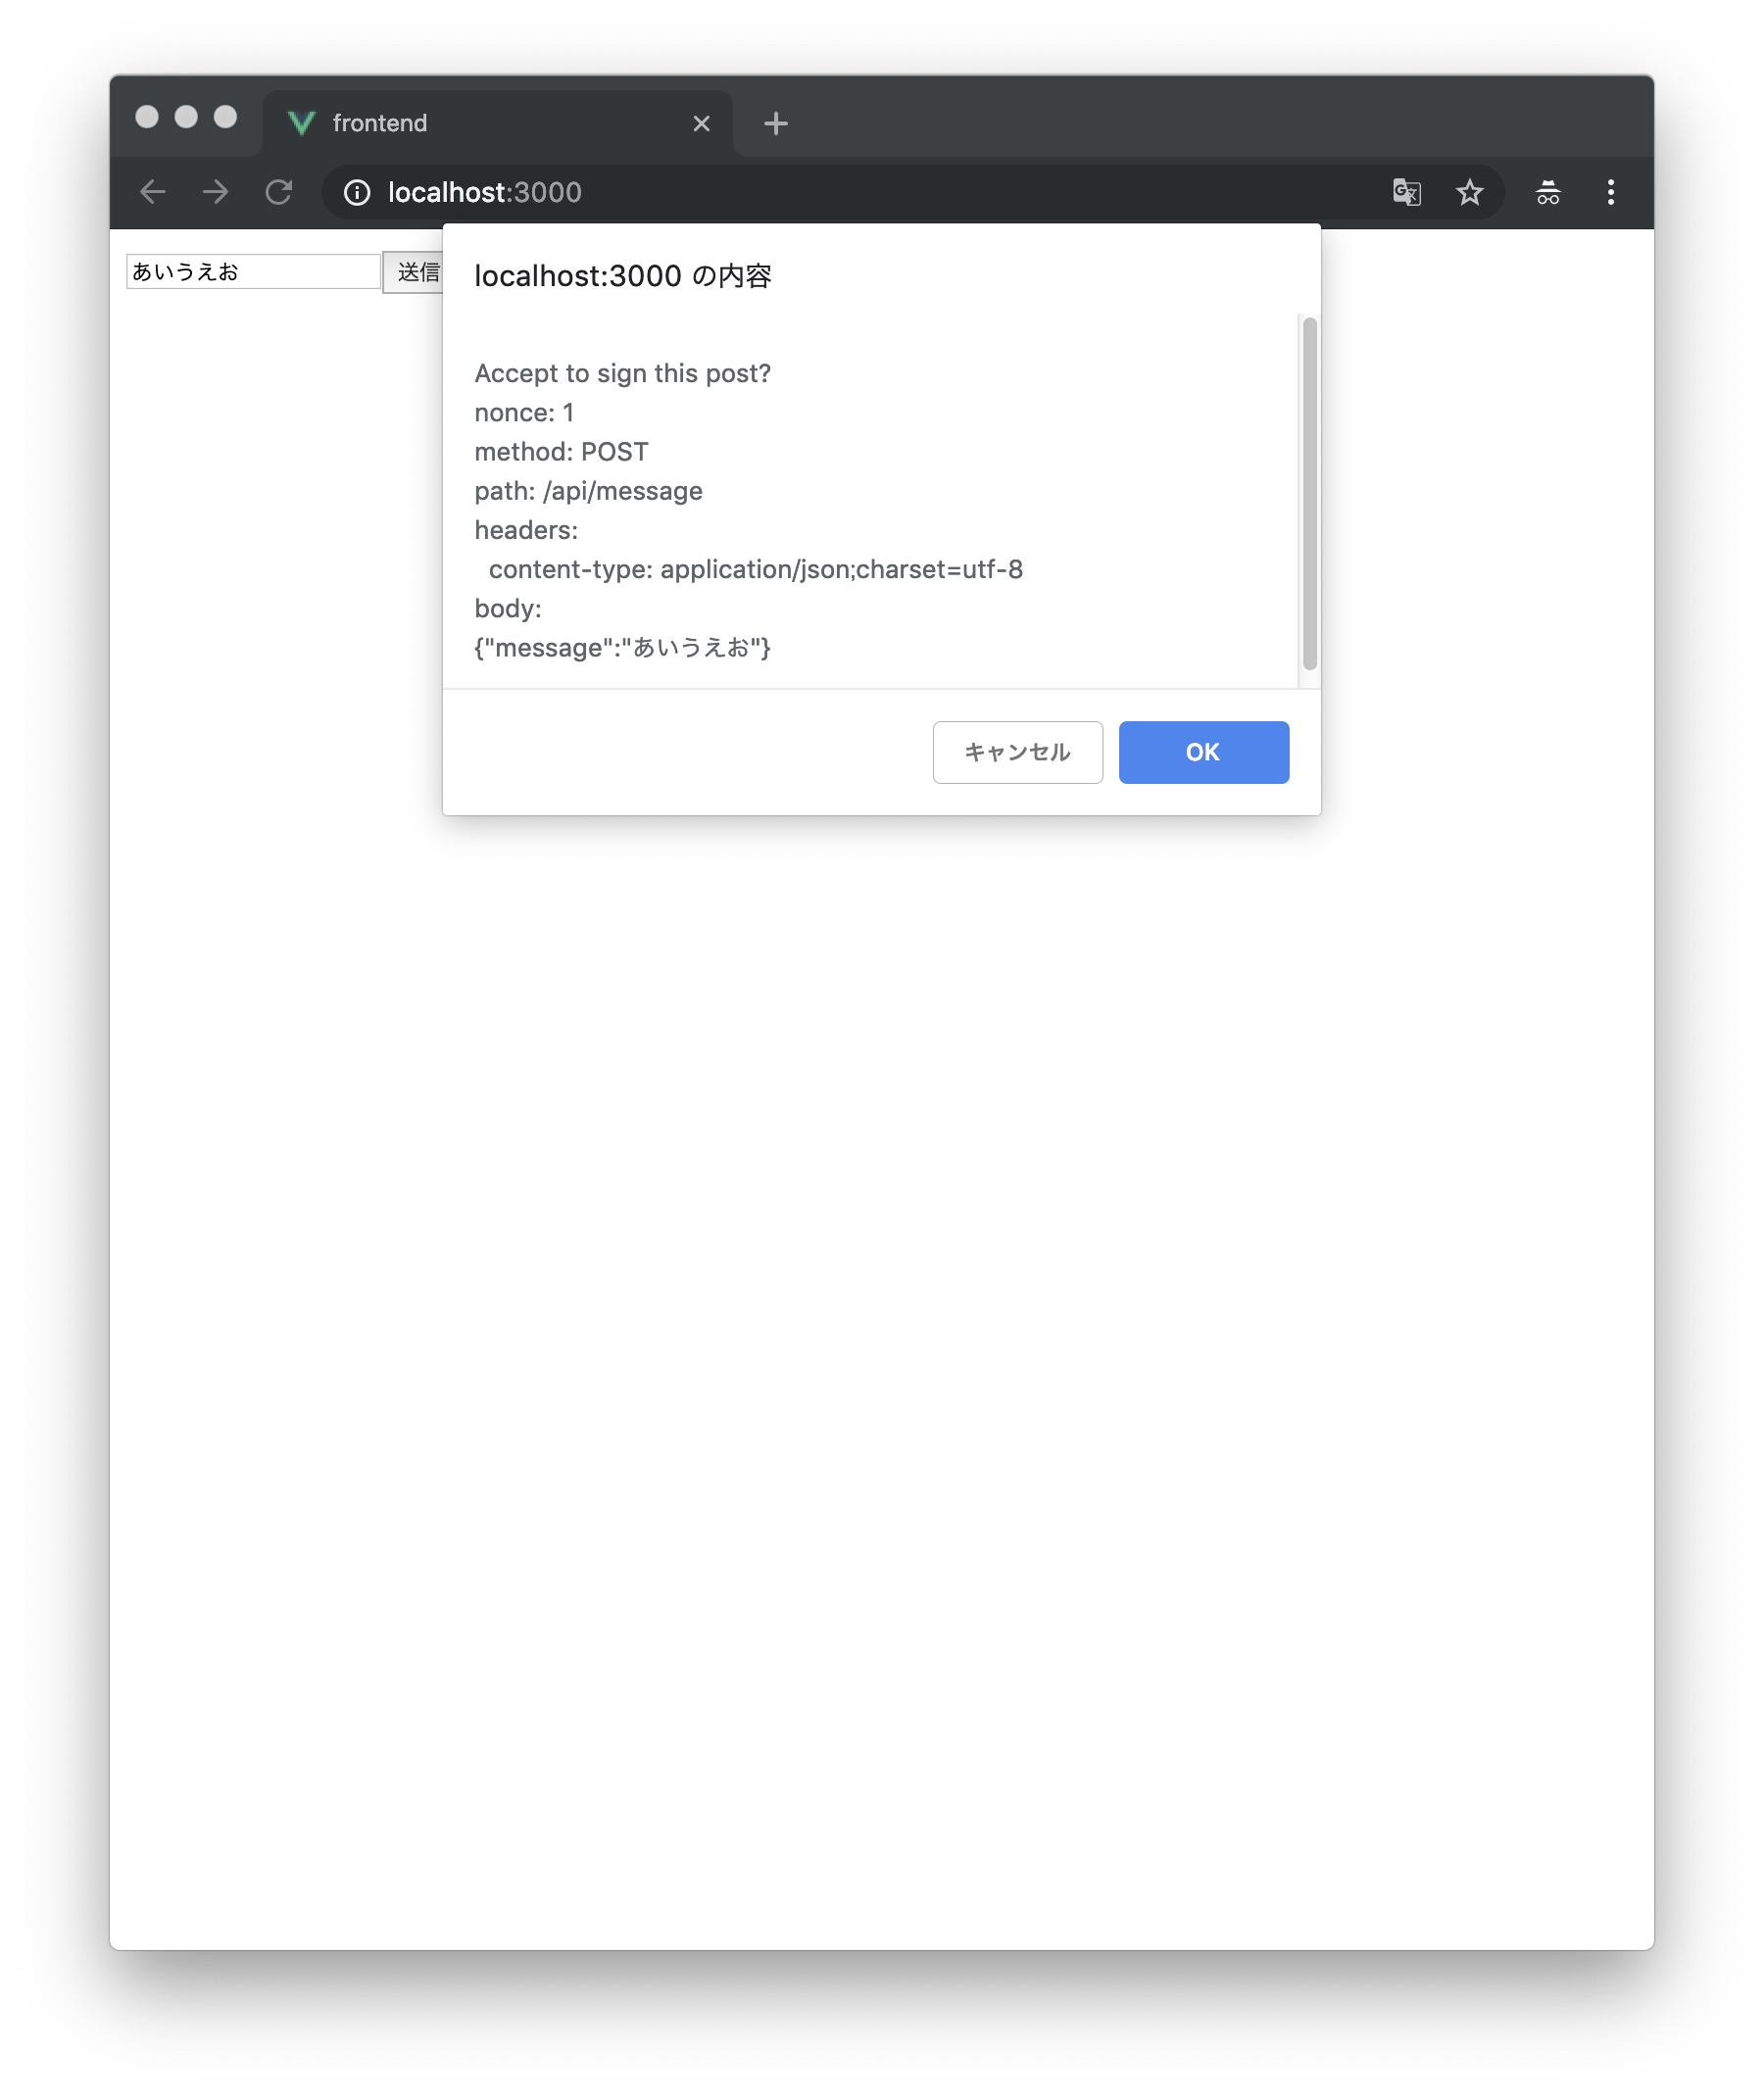 frontend
localhost:3000
あいうえお
送信
localhost:3000 の内容
Accept to sign this post?
nonce: 1
method: POST
path: /api/message
headers:
content-type: application/json;charset=utf-8
body:
{"message":"あいうえお"}
キャンセル
OK